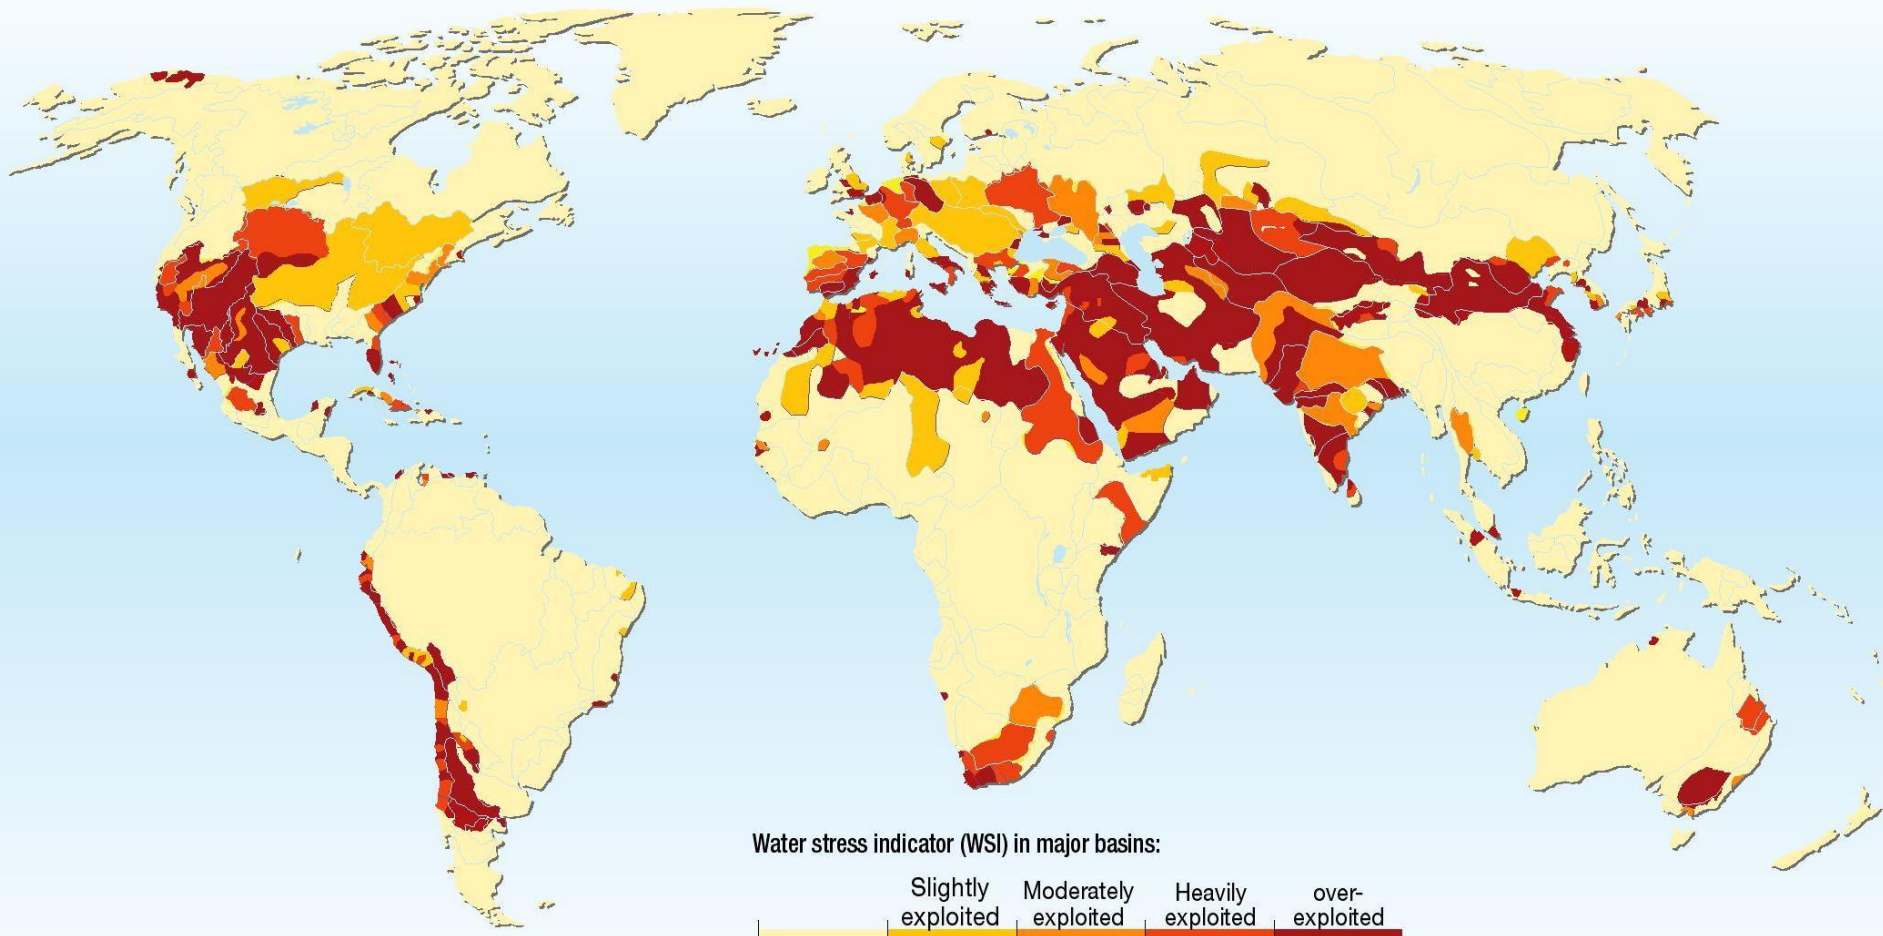 Water stress indicator (WSI) in major basins:
Slightly exploited
Moderately exploited
Heavily exploited
over-exploited